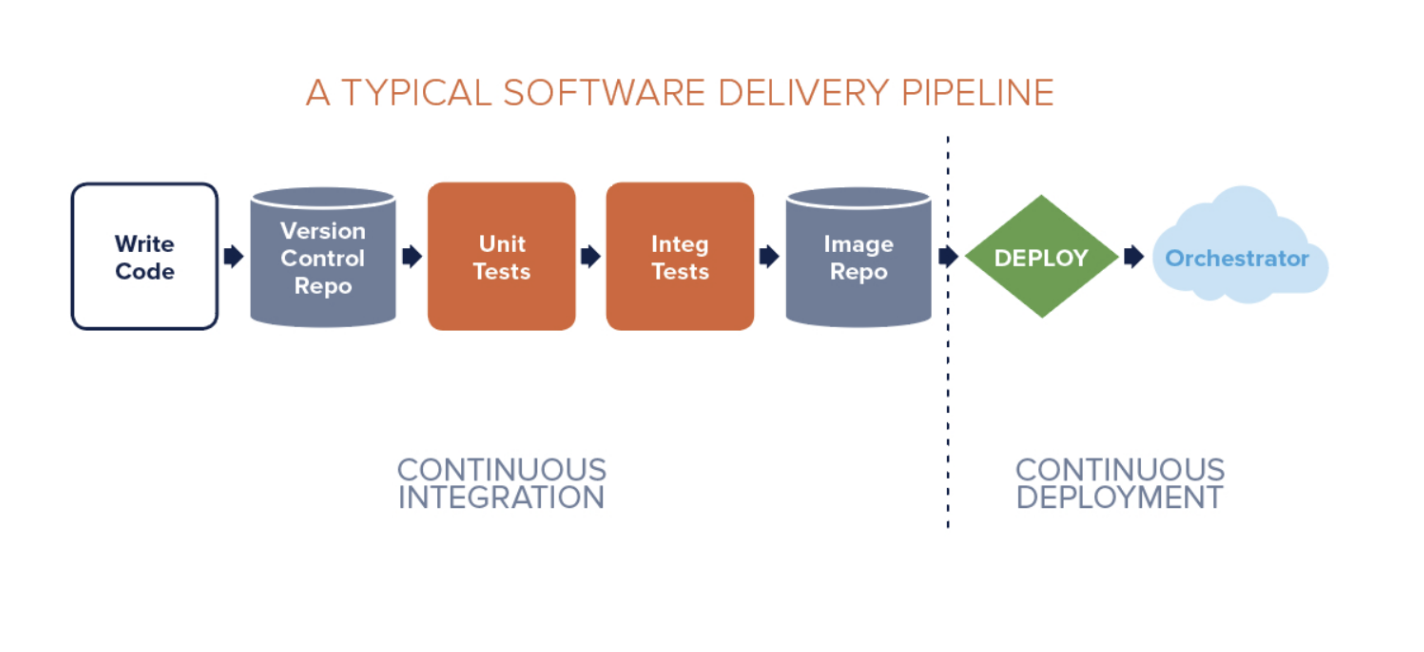 A TYPICAL SOFTWARE DELIVERY PIPELINE
Write
Code
Version
Control
Repo
Unit
Tests
Integ
Tests
Image
Repo
DEPLOY
Orchestrator
CONTINUOUS
INTEGRATION
CONTINUOUS
DEPLOYMENT